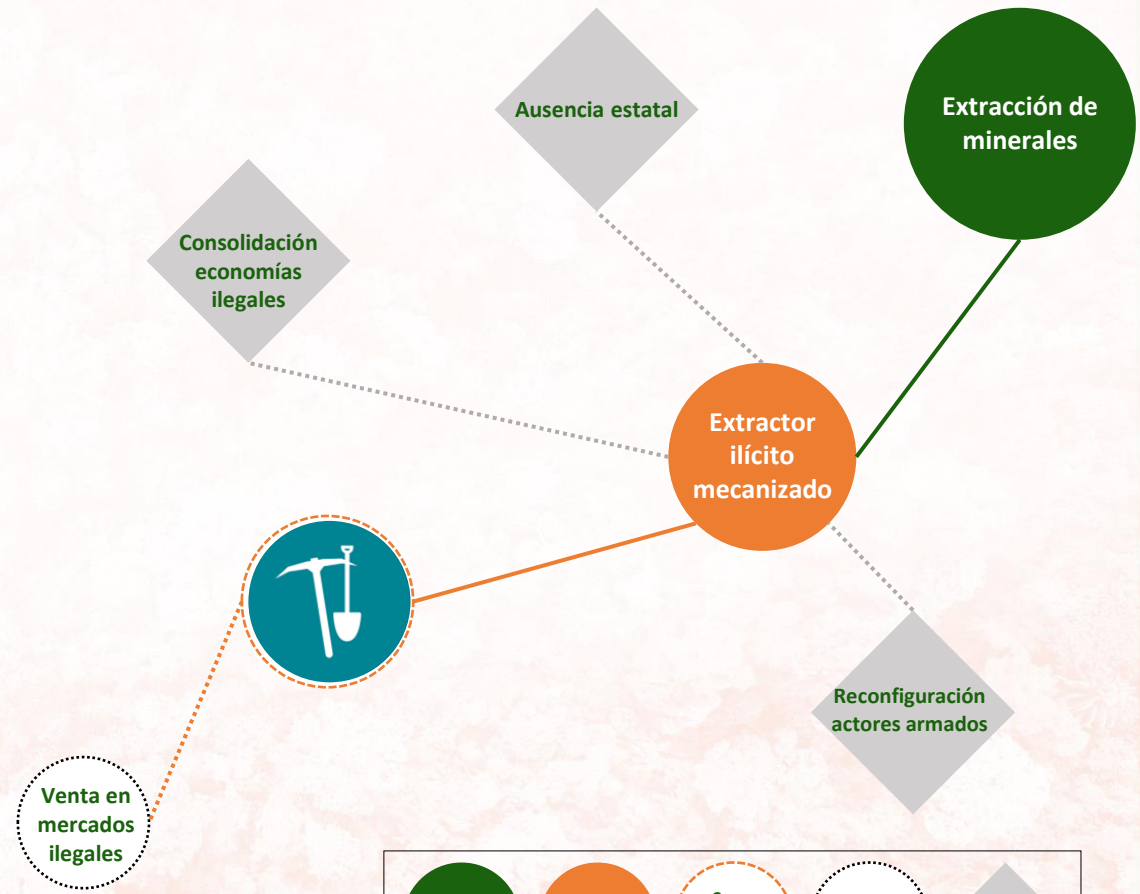 Ausencia estatal
Extracción de
minerales
Consolidación
economías
ilegales
Extractor
ilícito
mecanizado
Reconfiguración
actores armados
Venta en
mercados
ilegales